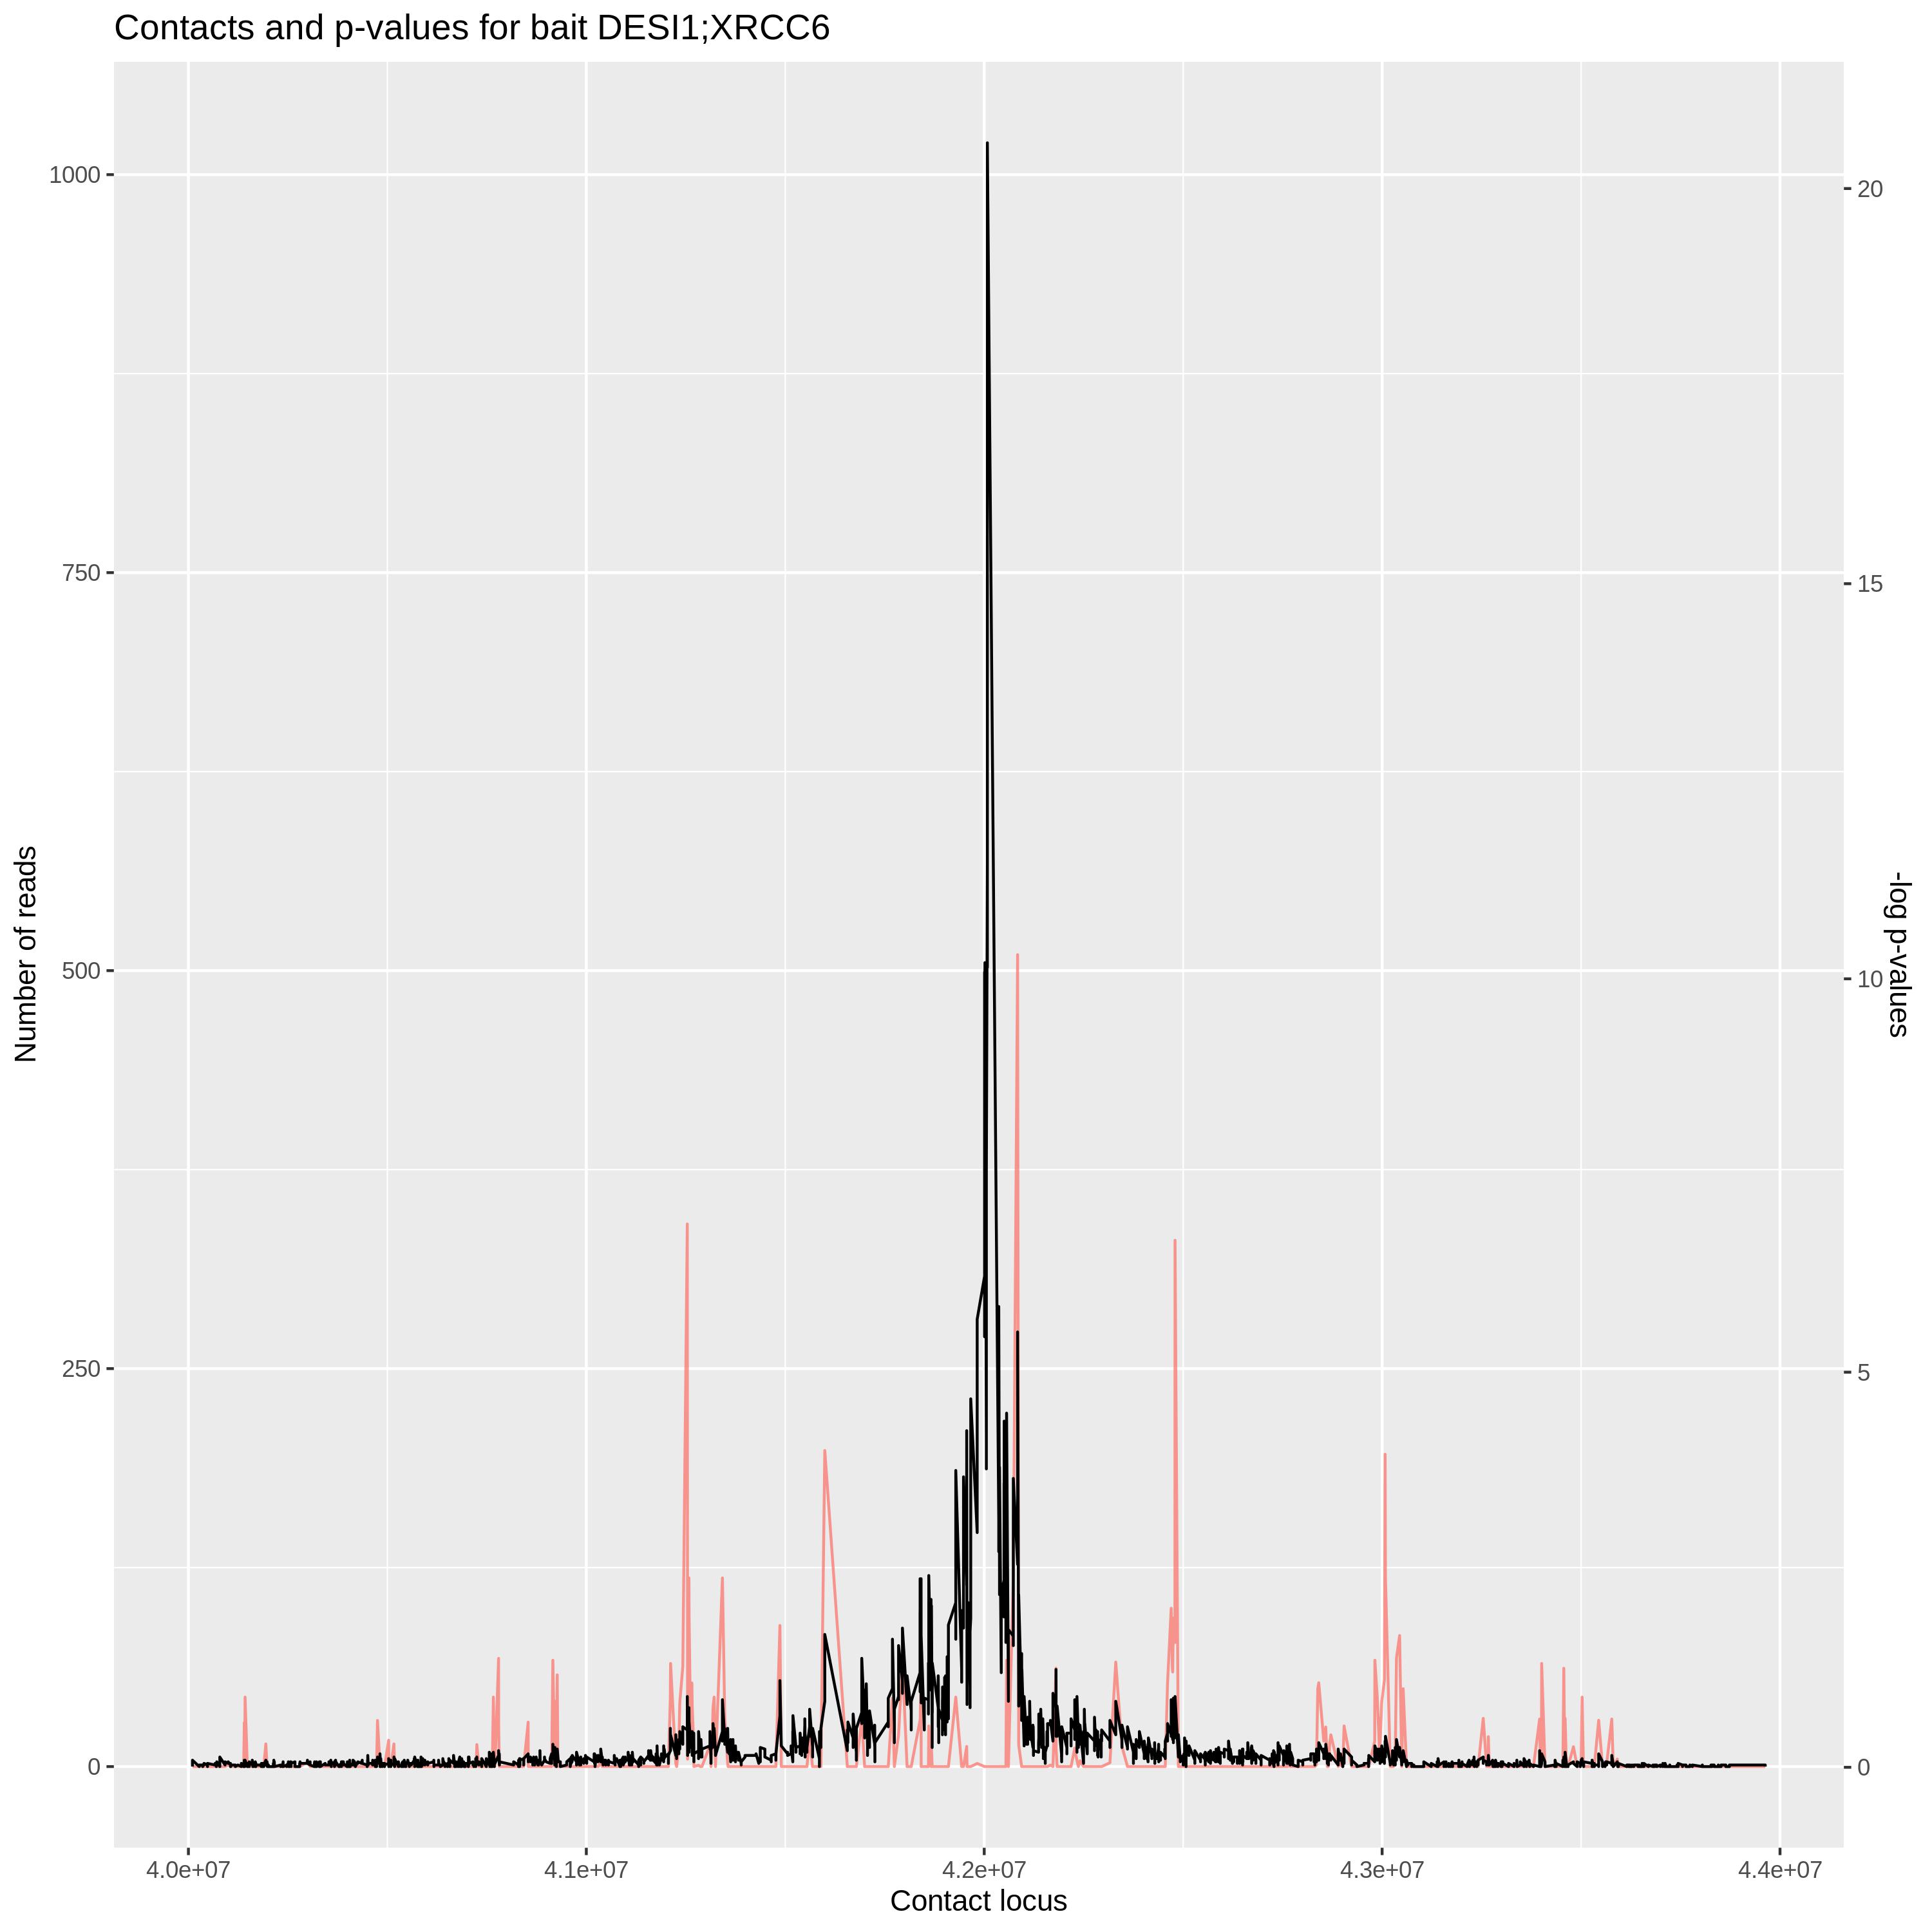 Contacts and p-values for bait DESI1;XRCC6
1000
750
500
250
0
Number of reads
20
15
10
5
0
-log p-values
4.0e+07
4.1e+07
4.2e+07
4.3e+07
4.4e+07
Contact locus